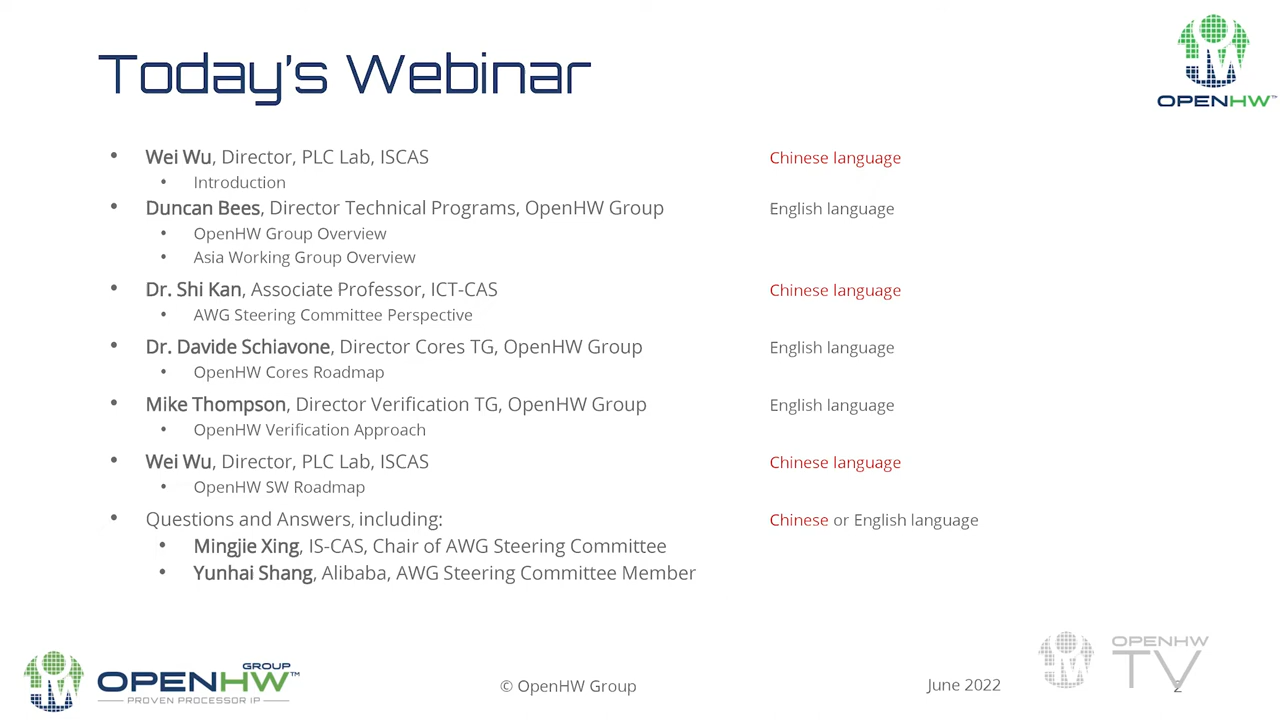 Today's Webinar
OPENHW™
• Wei Wu, Director, PLC Lab, ISCAS Chinese language
• Introduction
• Duncan Bees, Director Technical Programs, OpenHW Group English language
• OpenHW Group Overview
• Asia Working Group Overview
• Dr. Shi Kan, Associate Professor, ICT-CAS Chinese language
• AWG Steering Committee Perspective
• Dr. Davide Schiavone, Director Cores TG, OpenHW Group English language
• OpenHW Cores Roadmap
• Mike Thompson, Director Verification TG, OpenHW Group English language
• OpenHW Verification Approach
• Wei Wu, Director, PLC Lab, ISCAS Chinese language
• OpenHW SW Roadmap
• Questions and Answers, including: Chinese or English language
• Mingjie Xing, IS-CAS, Chair of AWG Steering Committee
• Yunhai Shang, Alibaba, AWG Steering Committee Member
GROUP
OPENHW™
PROVEN PROCESSOR IP
© OpenHW Group
June 2022
OPENHW
TV
2